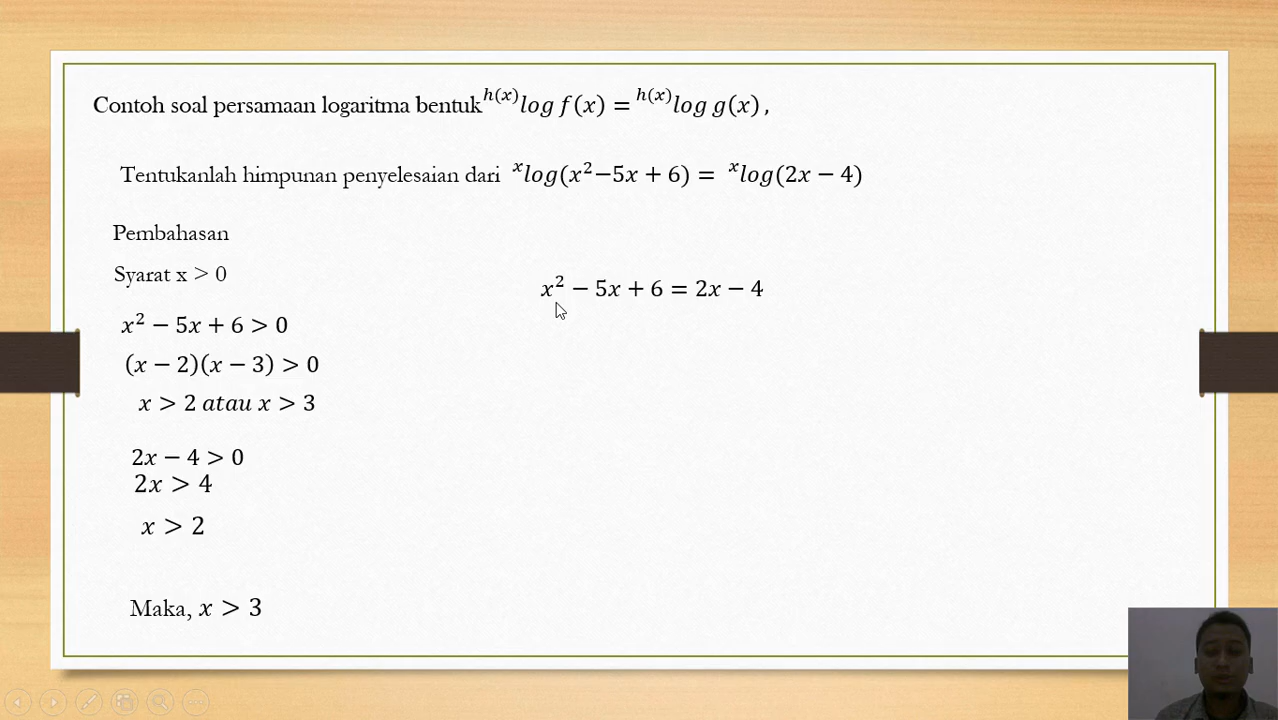 Contoh soal persamaan logaritma bentuk ʰ⁽ˣ⁾log f(x) = ʰ⁽ˣ⁾log g(x),
Tentukanlah himpunan penyelesaian dari ˣlog(x²−5x + 6) = ˣlog(2x − 4)
Pembahasan
Syarat x > 0
x² − 5x + 6 > 0
(x − 2)(x − 3) > 0
x > 2 atau x > 3
2x − 4 > 0
2x > 4
x > 2
Maka, x > 3
x² − 5x + 6 = 2x − 4